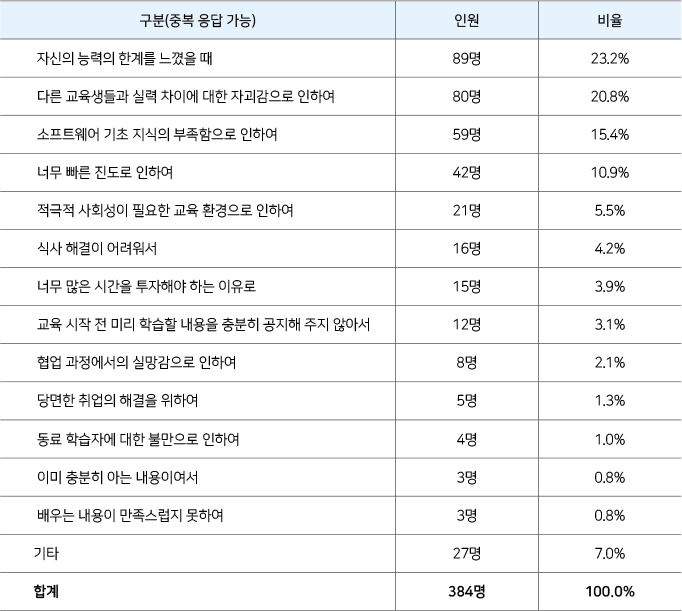 구분(중복 응답 가능) 인원 비율
자신의 능력의 한계를 느꼈을 때 89명 23.2%
다른 교육생들과 실력 차이에 대한 자괴감으로 인하여 80명 20.8%
소프트웨어 기초 지식의 부족함으로 인하여 59명 15.4%
너무 빠른 진도로 인하여 42명 10.9%
적극적 사회성이 필요한 교육 환경으로 인하여 21명 5.5%
식사 해결이 어려워서 16명 4.2%
너무 많은 시간을 투자해야 하는 이유로 15명 3.9%
교육 시작 전 미리 학습할 내용을 충분히 공지해 주지 않아서 12명 3.1%
협업 과정에서의 실망감으로 인하여 8명 2.1%
당면한 취업의 해결을 위하여 5명 1.3%
동료 학습자에 대한 불만으로 인하여 4명 1.0%
이미 충분히 아는 내용이여서 3명 0.8%
배우는 내용이 만족스럽지 못하여 3명 0.8%
기타 27명 7.0%
합계 384명 100.0%